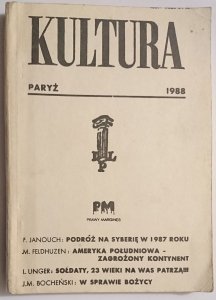 KULTURA
PARYŻ 1988
I L P
PM
PRAWY MARGINES
F. JANOUCH: PODRÓŻ NA SYBERIĘ W 1987 ROKU
M. FELDHUZEN: AMERYKA POŁUDNIOWA -
ZAGROŻONY KONTYNENT
L. UNGER: SOŁDATY, 23 WIEKI NA WAS PATRZĄ!!!
J.M. BOCHEŃSKI: W SPRAWIE BOŻYCY